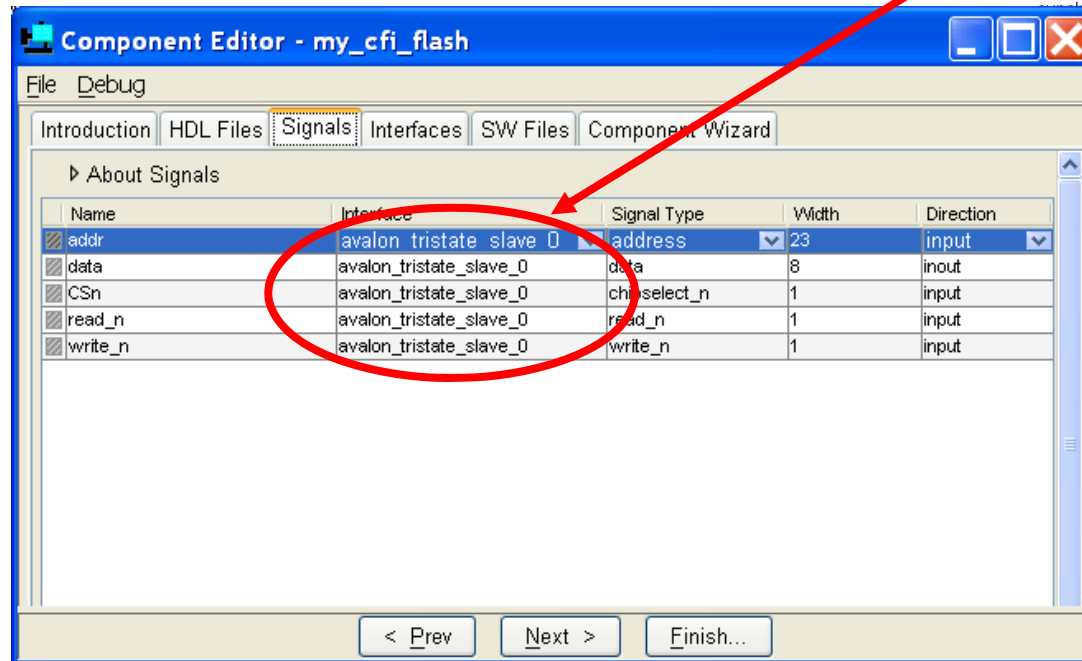 Component Editor - my_cfi_flash
File Debug
Introduction HDL Files Signals Interfaces SW Files Component Wizard
About Signals
Name Interface Signal Type Width Direction
addr avalon_tristate_slave_0 address 23 input
data avalon_tristate_slave_0 data 8 inout
CSn avalon_tristate_slave_0 chipselect_n 1 input
read_n avalon_tristate_slave_0 read_n 1 input
write_n avalon_tristate_slave_0 write_n 1 input
< Prev Next > Finish...